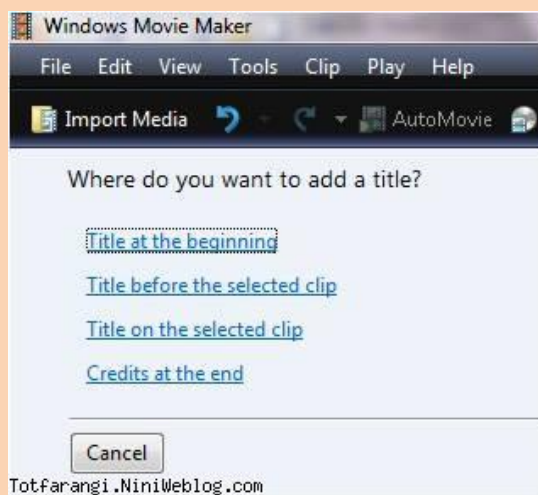 Windows Movie Maker
File Edit View Tools Clip Play Help
Import Media AutoMovie
Where do you want to add a title?
Title at the beginning
Title before the selected clip
Title on the selected clip
Credits at the end
Cancel
Totfarangi.NiniWeblog.com